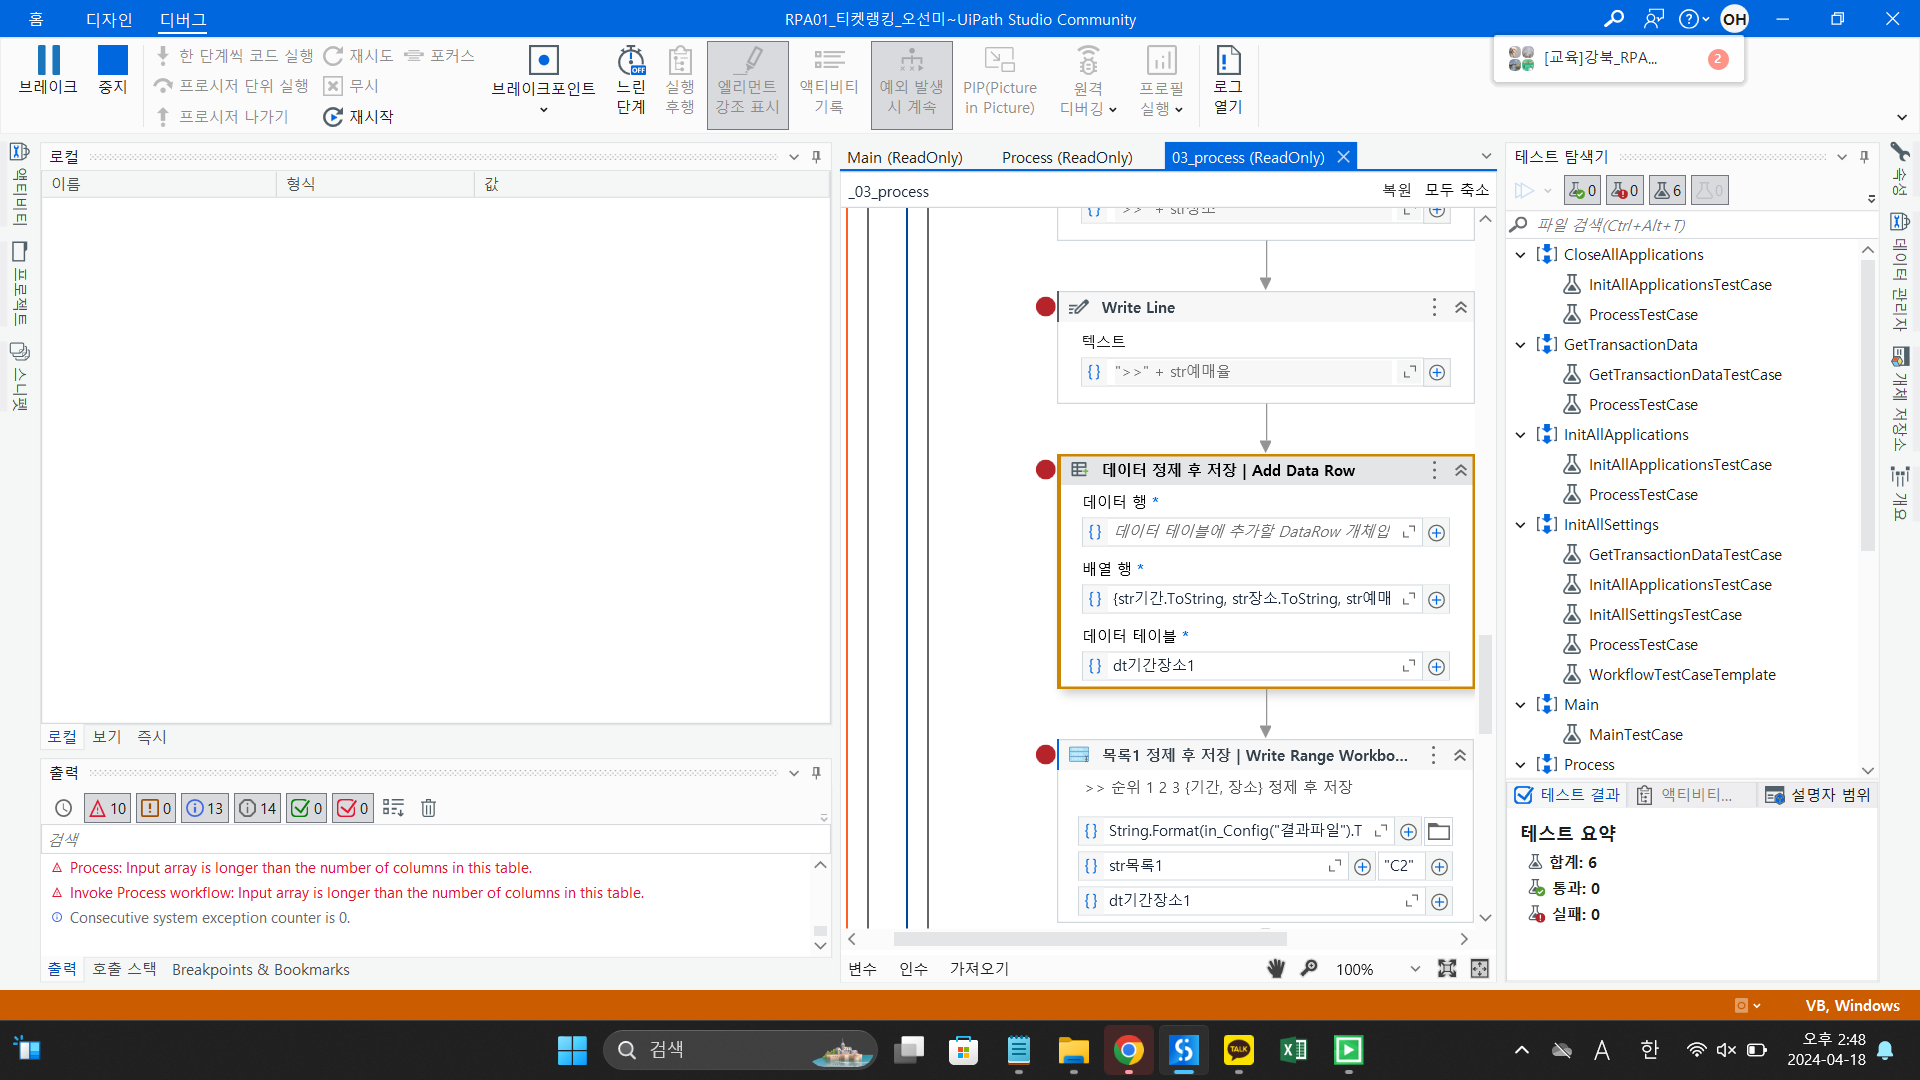 홈
디자인
디버그
RPA01_티켓랭킹_오선미~UiPath Studio Community
OH
[교육]강북_RPA...
2
브레이크
중지
한 단계씩 코드 실행
재시도
포커스
프로시저 단위 실행
무시
프로시저 나가기
재시작
브레이크포인트
느린
단계
OFF
실행
후행
엘리먼트
강조 표시
액티비티
기록
예외 발생
시 계속
PIP(Picture
in Picture)
원격
디버깅
프로필
실행
로그
열기
액티비티
프로젝트
스니펫
로컬
이름
형식
값
로컬
보기
즉시
출력
10
0
13
14
0
0
검색
Process: Input array is longer than the number of columns in this table.
Invoke Process workflow: Input array is longer than the number of columns in this table.
Consecutive system exception counter is 0.
출력
호출 스택
Breakpoints & Bookmarks
Main (ReadOnly)
Process (ReadOnly)
03_process (ReadOnly)
_03_process
복원
모두 축소
">>" + str장소
Write Line
텍스트
">>" + str예매율
데이터 정제 후 저장 | Add Data Row
데이터 행 *
데이터 테이블에 추가할 DataRow 개체입
배열 행 *
{str기간.ToString, str장소.ToString, str예매
데이터 테이블 *
dt기간장소1
목록1 정제 후 저장 | Write Range Workbo...
>> 순위 1 2 3 {기간, 장소} 정제 후 저장
String.Format(in_Config("결과파일").T
str목록1
"C2"
dt기간장소1
변수
인수
가져오기
100%
테스트 탐색기
0
0
6
0
파일 검색(Ctrl+Alt+T)
CloseAllApplications
InitAllApplicationsTestCase
ProcessTestCase
GetTransactionData
GetTransactionDataTestCase
ProcessTestCase
InitAllApplications
InitAllApplicationsTestCase
ProcessTestCase
InitAllSettings
GetTransactionDataTestCase
InitAllApplicationsTestCase
InitAllSettingsTestCase
ProcessTestCase
WorkflowTestCaseTemplate
Main
MainTestCase
Process
테스트 결과
액티비티...
설명자 범위
테스트 요약
합계: 6
통과: 0
실패: 0
속성
데이터 관리자
개체 저장소
개요
VB, Windows
검색
TALK
A
한
오후 2:48
2024-04-18